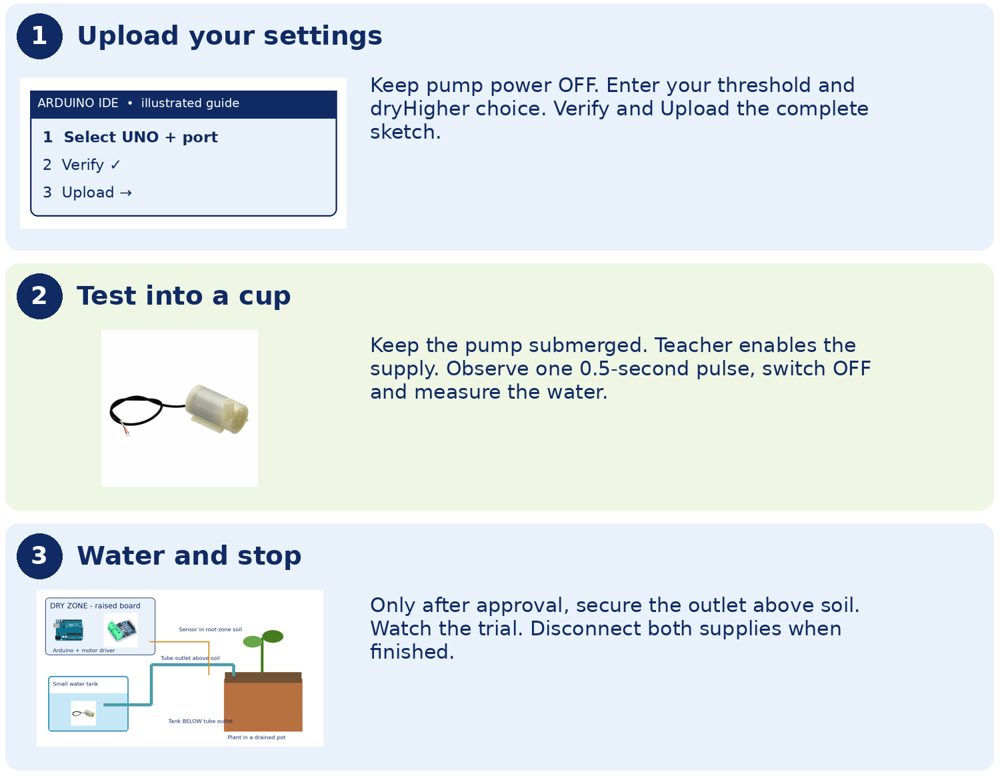 1 Upload your settings
ARDUINO IDE • illustrated guide
1 Select UNO + port
2 Verify ✓
3 Upload →
Keep pump power OFF. Enter your threshold and
dryHigher choice. Verify and Upload the complete
sketch.
2 Test into a cup
Keep the pump submerged. Teacher enables the
supply. Observe one 0.5-second pulse, switch OFF
and measure the water.
3 Water and stop
DRY ZONE - raised board
Arduino + motor driver
Sensor in root-zone soil
Tube outlet above soil
Small water tank
Tank BELOW tube outlet
Plant in a drained pot
Only after approval, secure the outlet above soil.
Watch the trial. Disconnect both supplies when
finished.